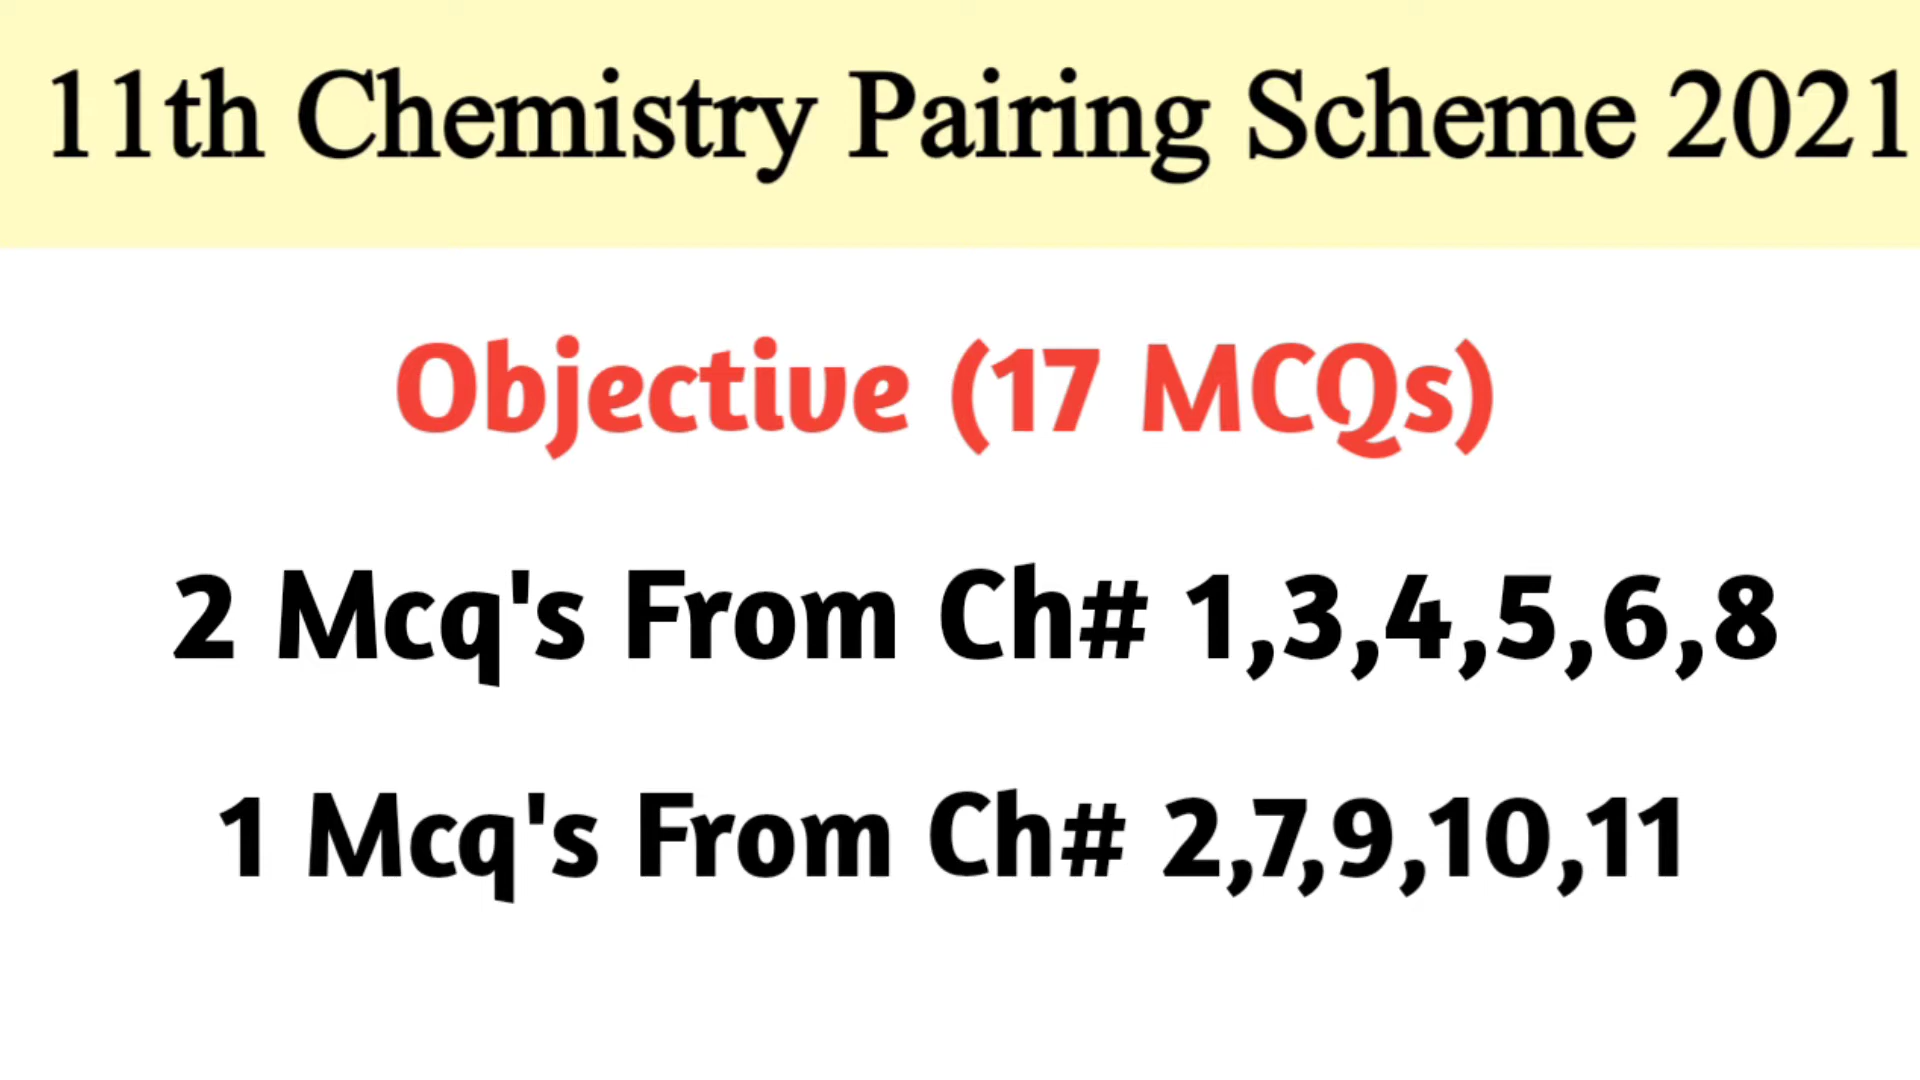 11th Chemistry Pairing Scheme 2021
Objective (17 MCQs)
2 Mcq's From Ch# 1,3,4,5,6,8
1 Mcq's From Ch# 2,7,9,10,11